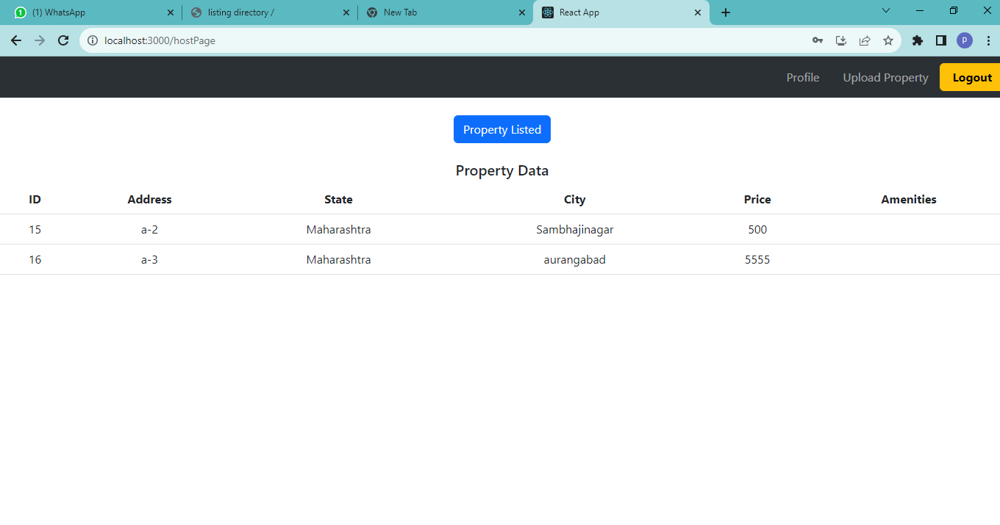 (1) WhatsApp listing directory / New Tab React App
localhost:3000/hostPage P
Profile Upload Property Logout
Property Listed
Property Data
ID Address State City Price Amenities
15 a-2 Maharashtra Sambhajinagar 500
16 a-3 Maharashtra aurangabad 5555